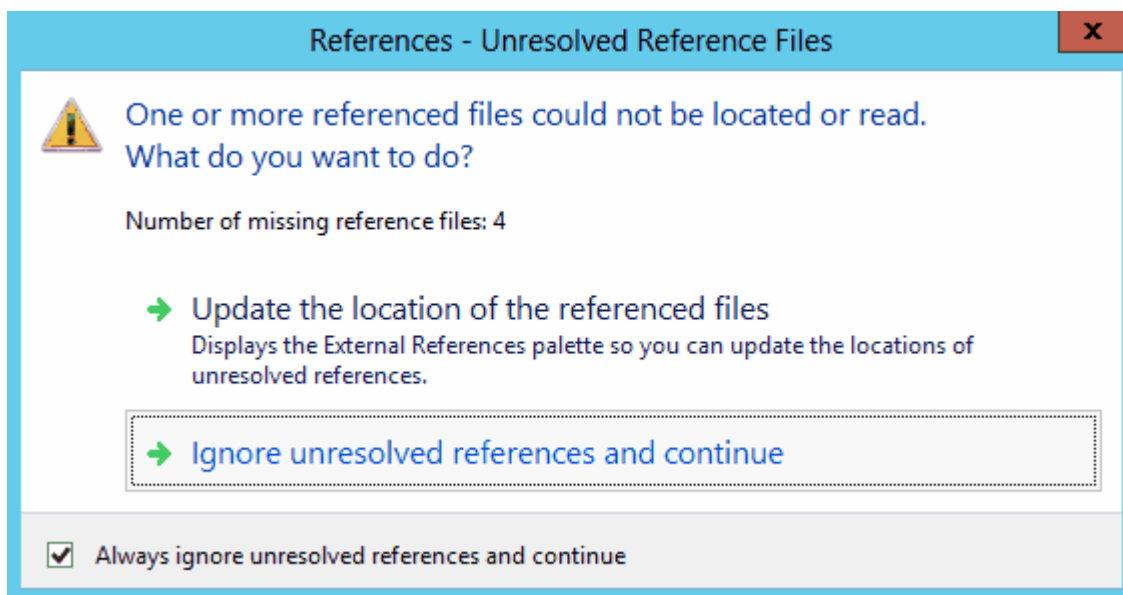 References - Unresolved Reference Files
x
One or more referenced files could not be located or read.
What do you want to do?
Number of missing reference files: 4
Update the location of the referenced files
Displays the External References palette so you can update the locations of
unresolved references.
Ignore unresolved references and continue
Always ignore unresolved references and continue